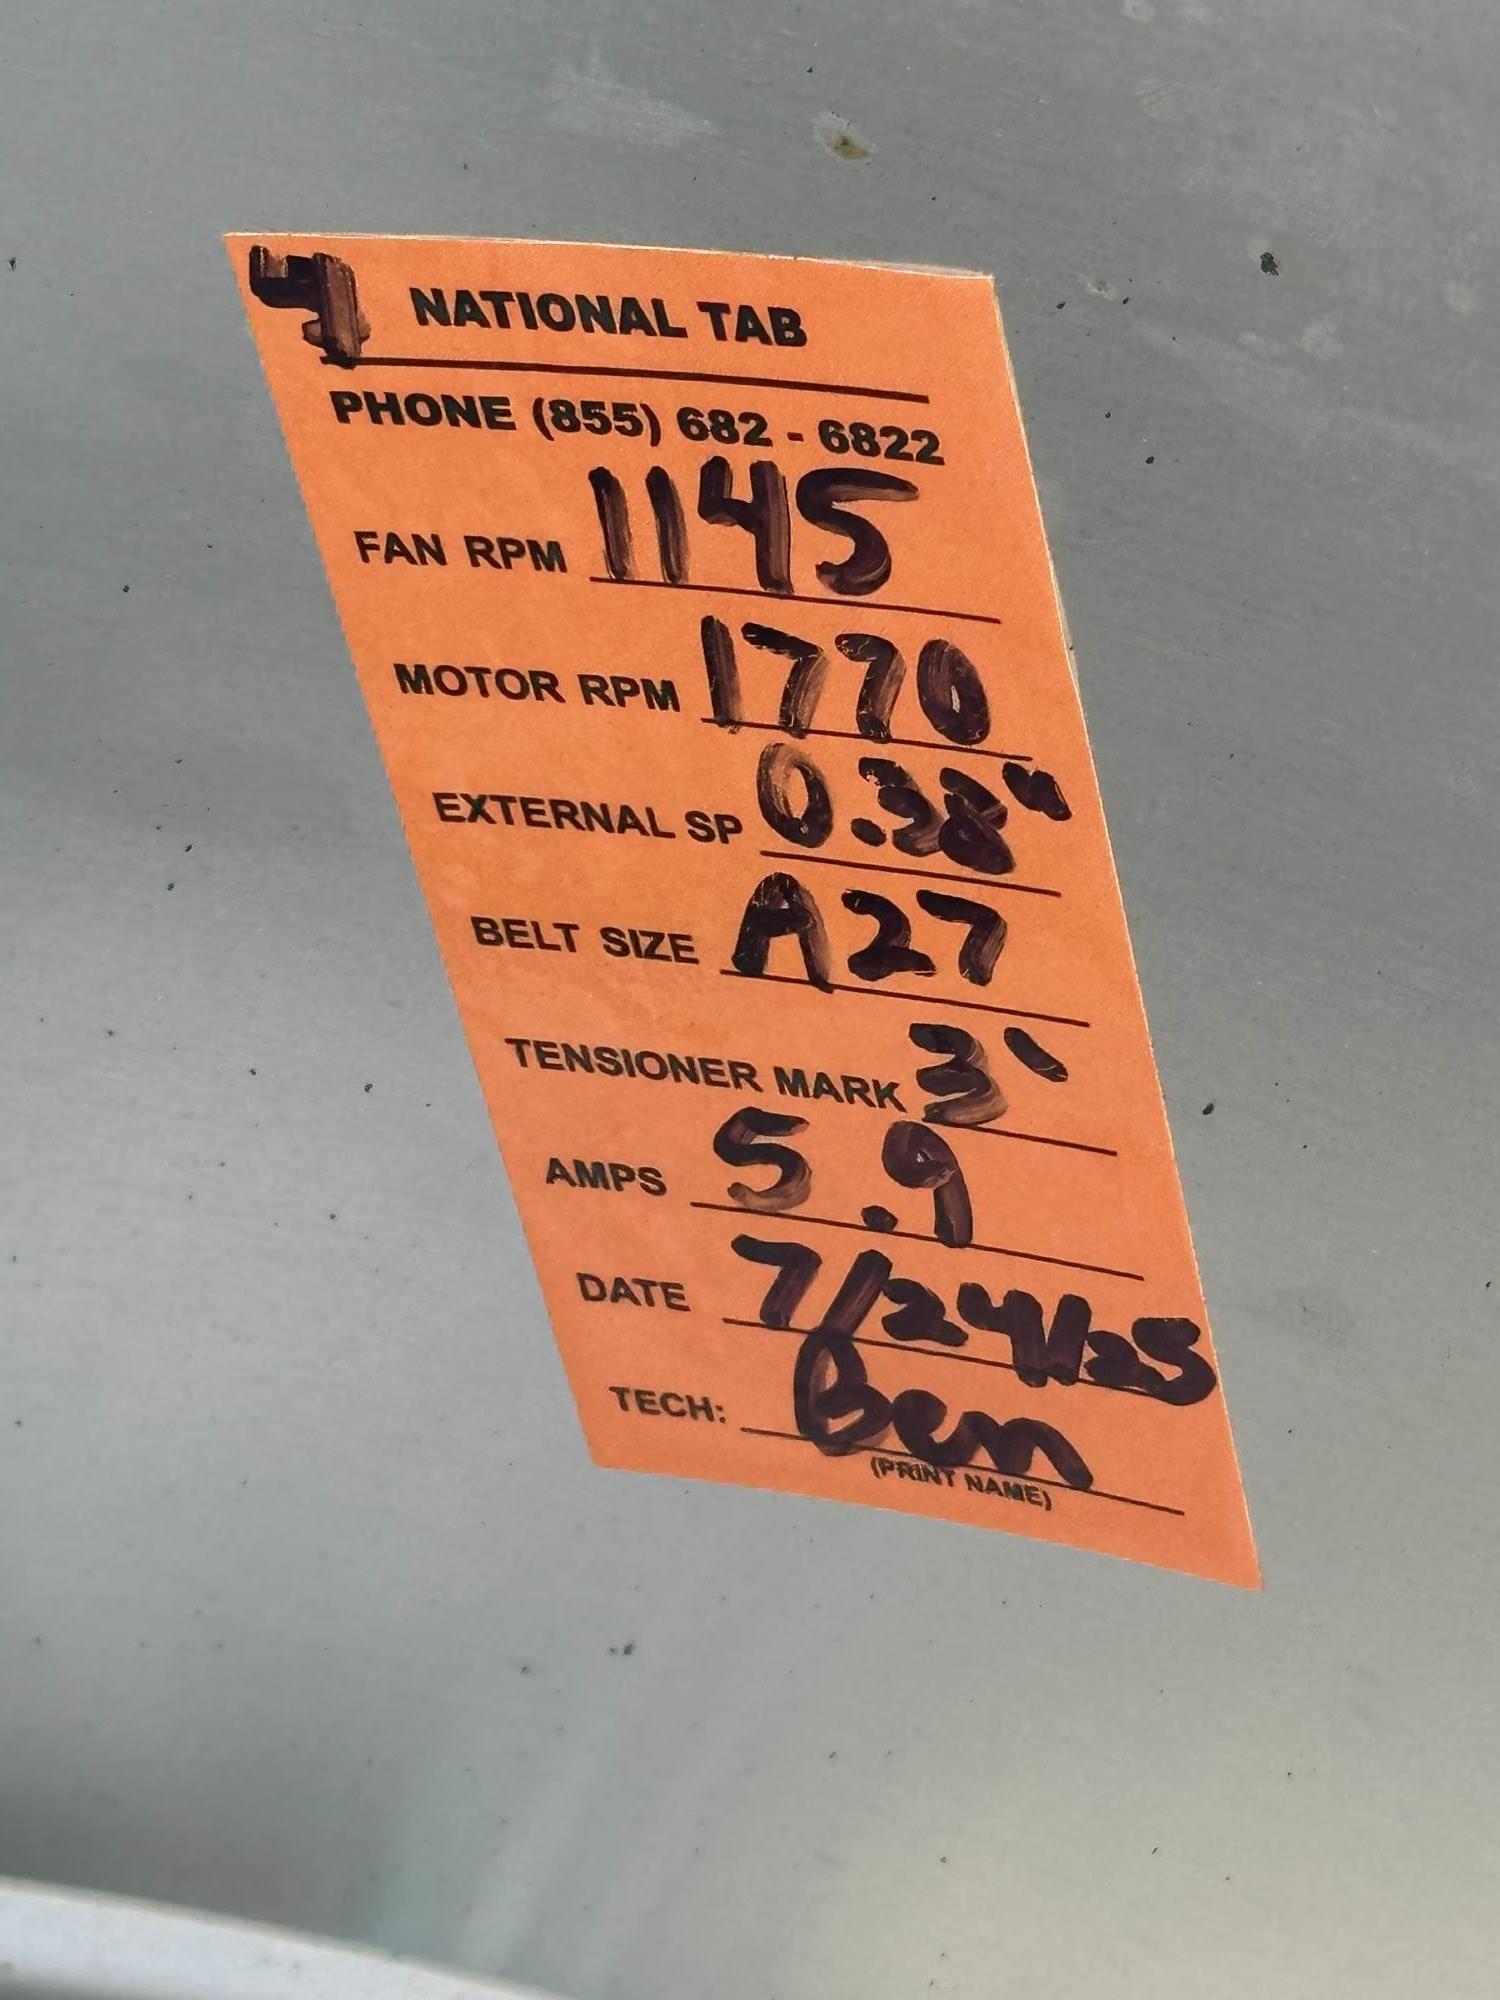 4 NATIONAL TAB
PHONE (855) 682 - 6822
FAN RPM 1145
MOTOR RPM 1770
EXTERNAL SP 0.38"
BELT SIZE A27
TENSIONER MARK 3'
AMPS 5.9
DATE 7/24/25
TECH: Ben
(PRINT NAME)